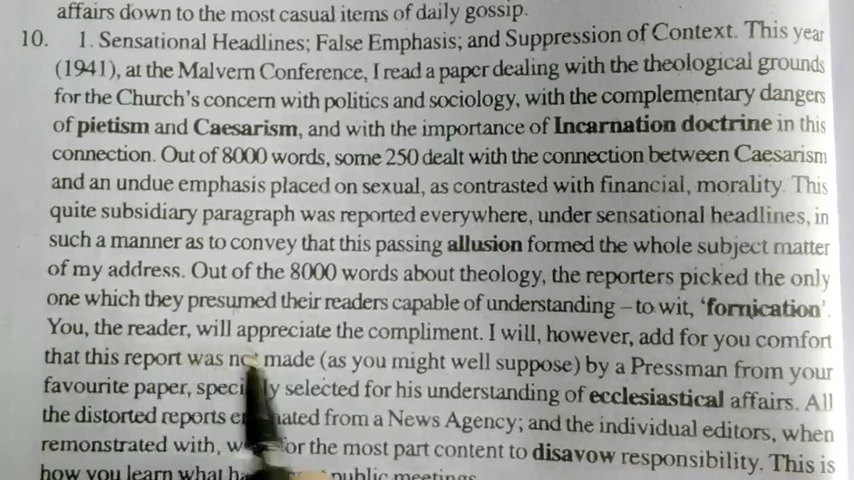 affairs down to the most casual items of daily gossip.
10. 1. Sensational Headlines; False Emphasis; and Suppression of Context. This year
(1941), at the Malvern Conference, I read a paper dealing with the theological grounds
for the Church's concern with politics and sociology, with the complementary dangers
of pietism and Caesarism, and with the importance of Incarnation doctrine in this
connection. Out of 8000 words, some 250 dealt with the connection between Caesarism
and an undue emphasis placed on sexual, as contrasted with financial, morality. This
quite subsidiary paragraph was reported everywhere, under sensational headlines, in
such a manner as to convey that this passing allusion formed the whole subject matter
of my address. Out of the 8000 words about theology, the reporters picked the only
one which they presumed their readers capable of understanding – to wit, 'fornication'.
You, the reader, will appreciate the compliment. I will, however, add for you comfort
that this report was not made (as you might well suppose) by a Pressman from your
favourite paper, specially selected for his understanding of ecclesiastical affairs. All
the distorted reports emanated from a News Agency; and the individual editors, when
remonstrated with, for the most part content to disavow responsibility. This is
how you learn what public meetings